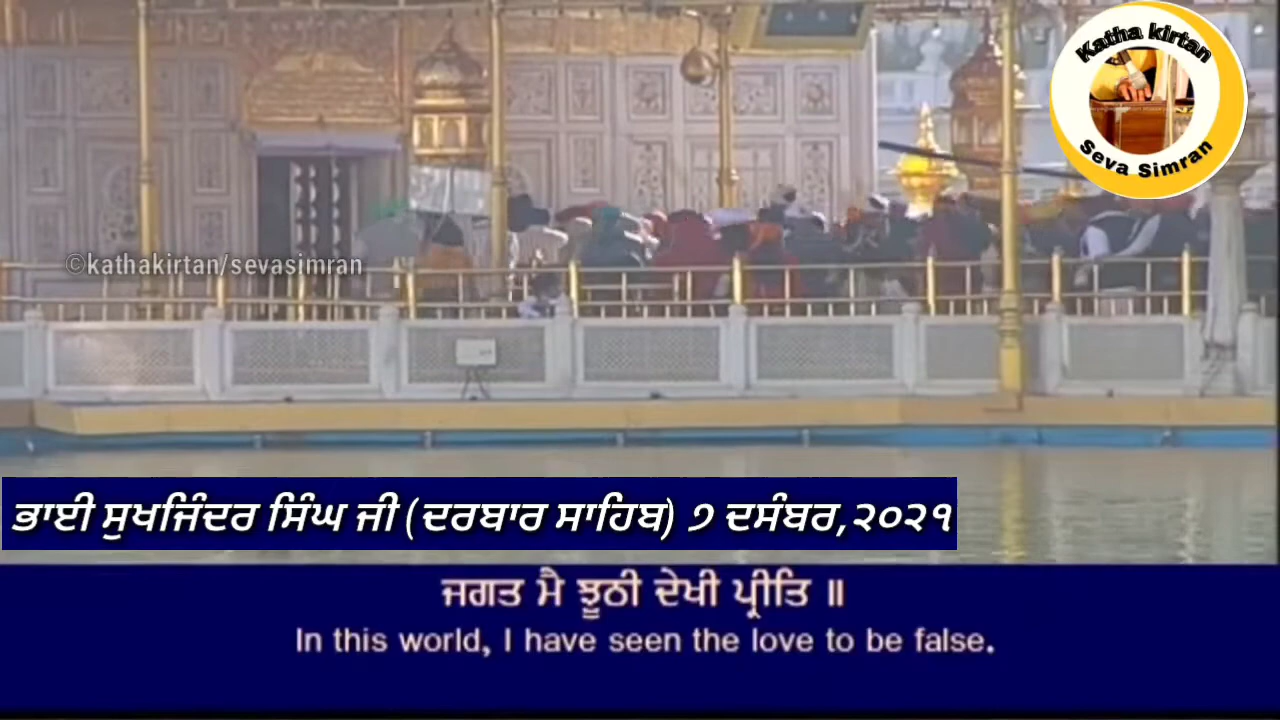 Katha kirtan
Seva Simran
©kathakirtan/sevasimran
ਭਾਈ ਸੁਖਜਿੰਦਰ ਸਿੰਘ ਜੀ (ਦਰਬਾਰ ਸਾਹਿਬ) ੭ ਦਸੰਬਰ,੨੦੨੧
ਜਗਤ ਮੈ ਝੂਠੀ ਦੇਖੀ ਪ੍ਰੀਤਿ ॥
In this world, I have seen the love to be false.